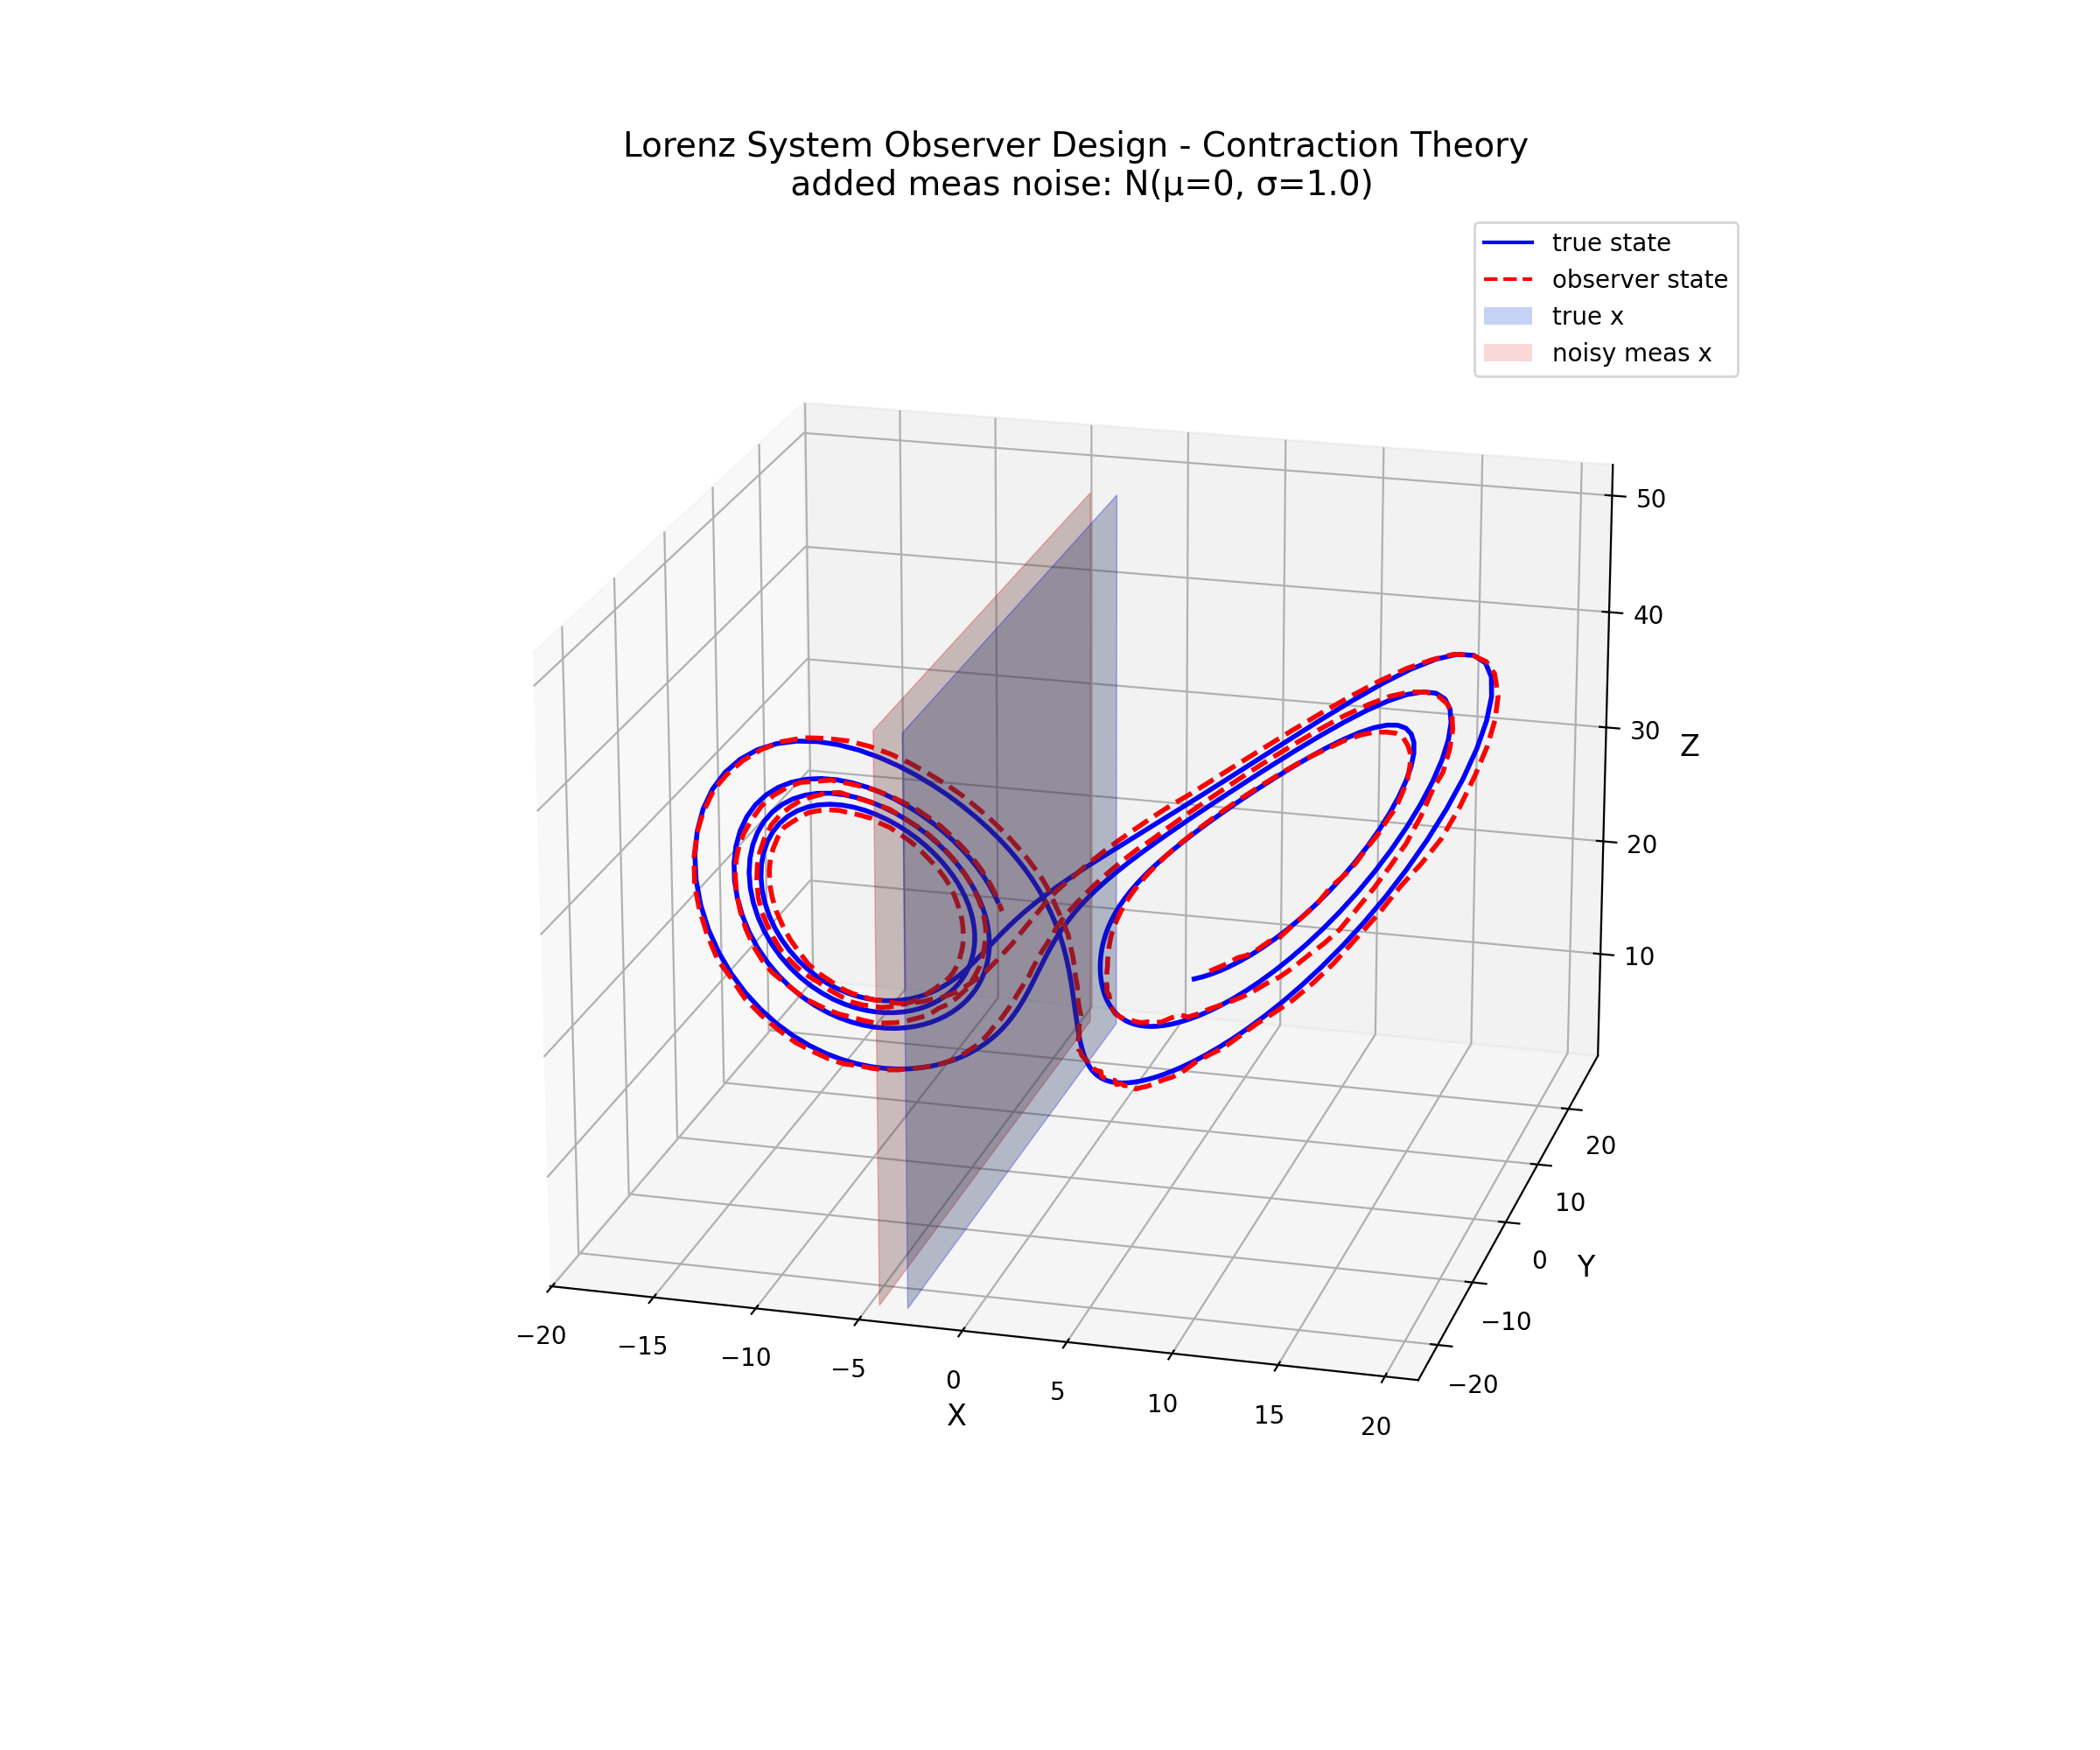 Lorenz System Observer Design - Contraction Theory
added meas noise: N(μ=0, σ=1.0)
true state
observer state
true x
noisy meas x
50
40
30
Z
20
10
20
10
0
Y
−10
−20
−20
−15
−10
−5
0
5
10
15
20
X